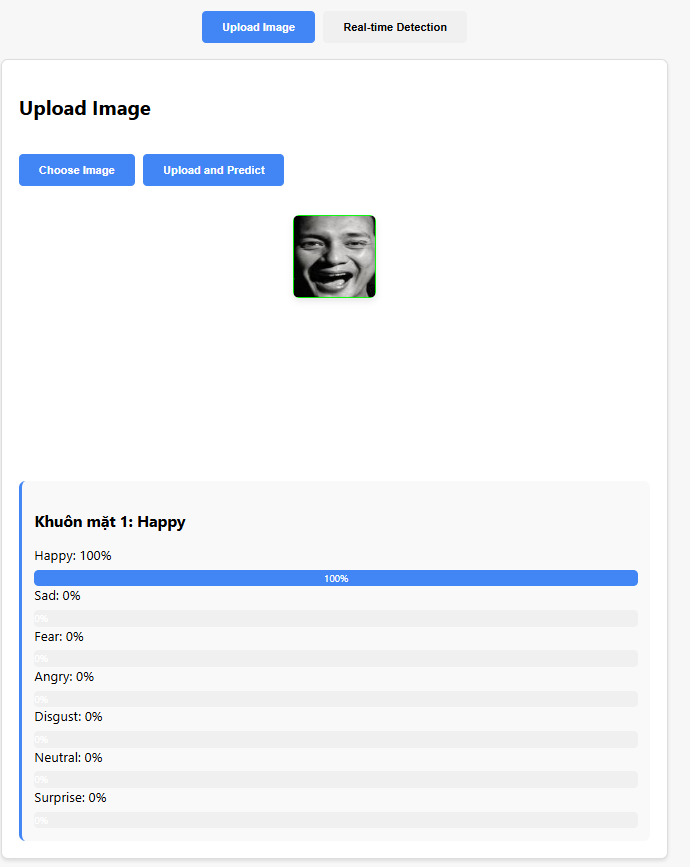 Upload Image Real-time Detection
Upload Image
Choose Image Upload and Predict
Khuôn mặt 1: Happy
Happy: 100%
100%
Sad: 0%
0%
Fear: 0%
0%
Angry: 0%
0%
Disgust: 0%
0%
Neutral: 0%
0%
Surprise: 0%
0%